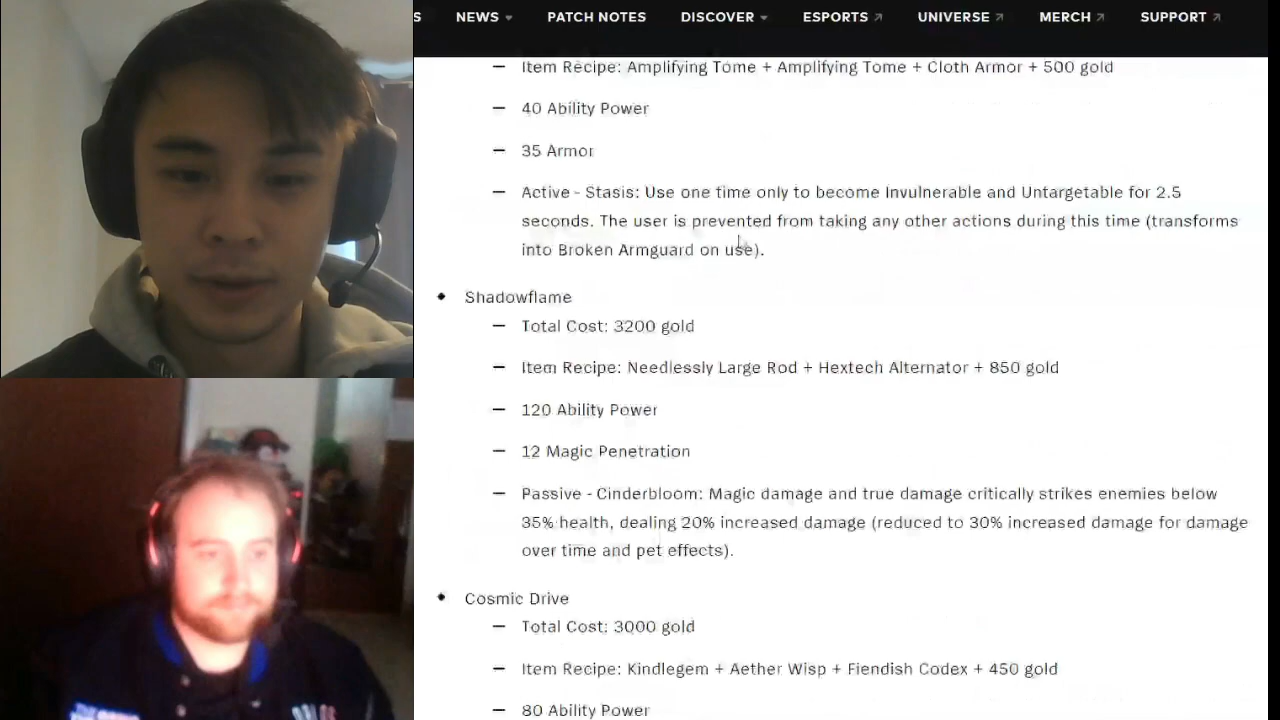 S NEWS PATCH NOTES DISCOVER ESPORTS UNIVERSE MERCH SUPPORT
Item Recipe: Amplifying Tome + Amplifying Tome + Cloth Armor + 500 gold
40 Ability Power
35 Armor
Active - Stasis: Use one time only to become Invulnerable and Untargetable for 2.5
seconds. The user is prevented from taking any other actions during this time (transforms
into Broken Armguard on use).
Shadowflame
Total Cost: 3200 gold
Item Recipe: Needlessly Large Rod + Hextech Alternator + 850 gold
120 Ability Power
12 Magic Penetration
Passive - Cinderbloom: Magic damage and true damage critically strikes enemies below
35% health, dealing 20% increased damage (reduced to 30% increased damage for damage
over time and pet effects).
Cosmic Drive
Total Cost: 3000 gold
Item Recipe: Kindlegem + Aether Wisp + Fiendish Codex + 450 gold
80 Ability Power